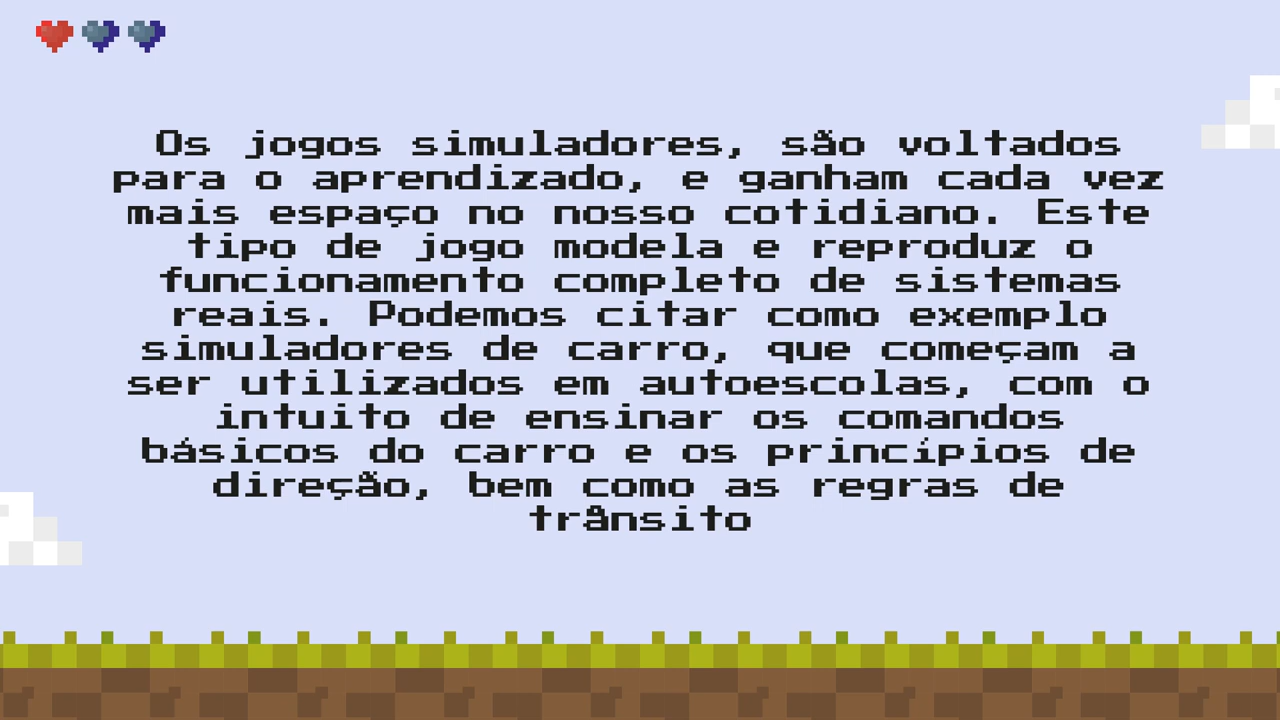 Os jogos simuladores, são voltados
para o aprendizado, e ganham cada vez
mais espaço no nosso cotidiano. Este
tipo de jogo modela e reproduz o
funcionamento completo de sistemas
reais. Podemos citar como exemplo
simuladores de carro, que começam a
ser utilizados em autoescolas, com o
intuito de ensinar os comandos
básicos do carro e os princípios de
direção, bem como as regras de
trânsito